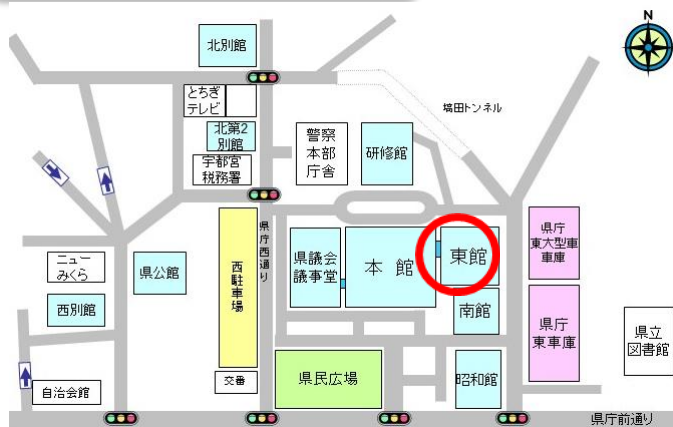 N
北別館
とちぎ
テレビ
北第2
別館
宇都宮
税務署
警察
本部
庁舎
研修館
塙田トンネル
県庁西通り
西駐車場
県議会
議事堂
本館
東館
南館
県庁
東大型車
車庫
県庁
東車庫
県立
図書館
ニュー
みくら
県公館
西別館
自治会館
交番
県民広場
昭和館
県庁前通り